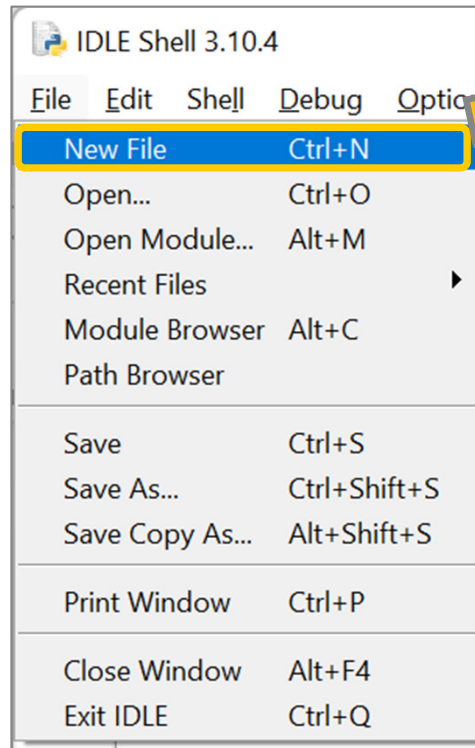 IDLE Shell 3.10.4
File Edit Shell Debug Optio
New File Ctrl+N
Open... Ctrl+O
Open Module... Alt+M
Recent Files
Module Browser Alt+C
Path Browser
Save Ctrl+S
Save As... Ctrl+Shift+S
Save Copy As... Alt+Shift+S
Print Window Ctrl+P
Close Window Alt+F4
Exit IDLE Ctrl+Q